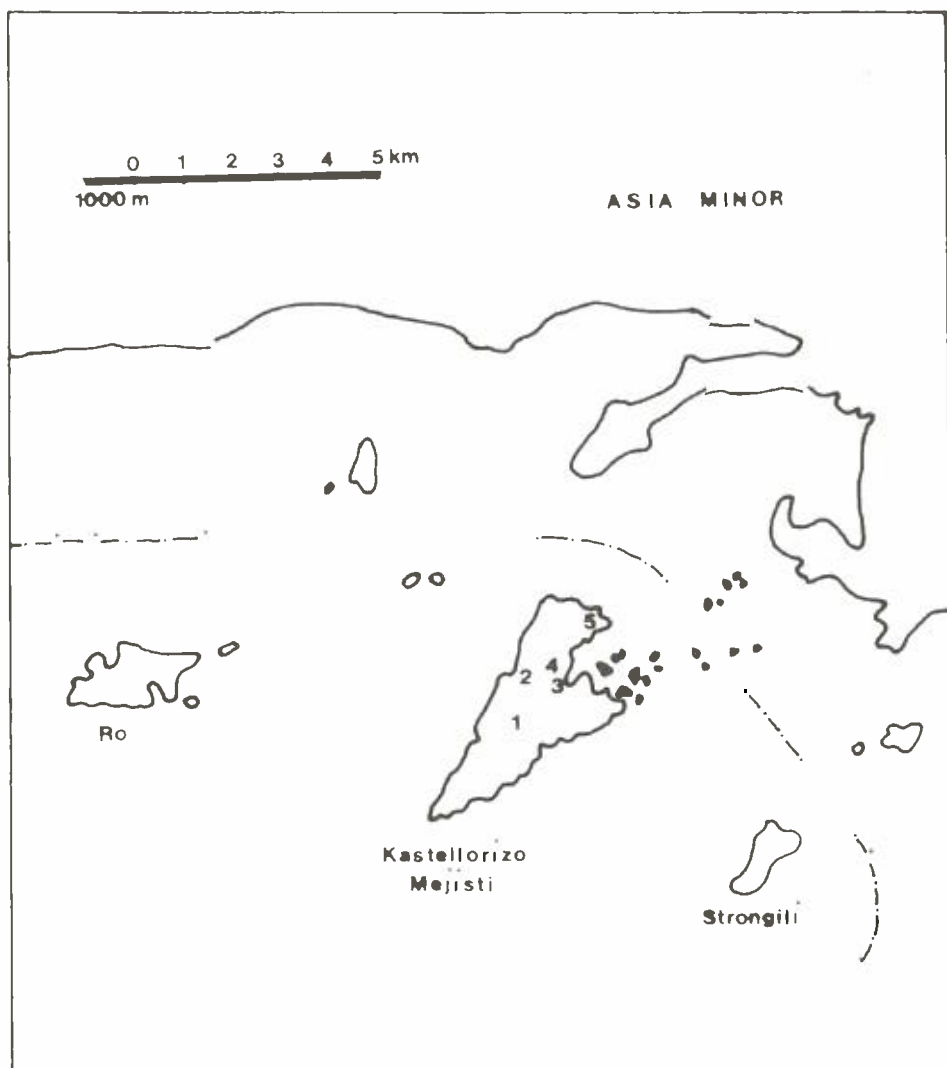 0 1 2 3 4 5 km
1000 m
ASIA MINOR
5
4
2
3
1
Ro
Kastellorizo
Mejisti
Strongili